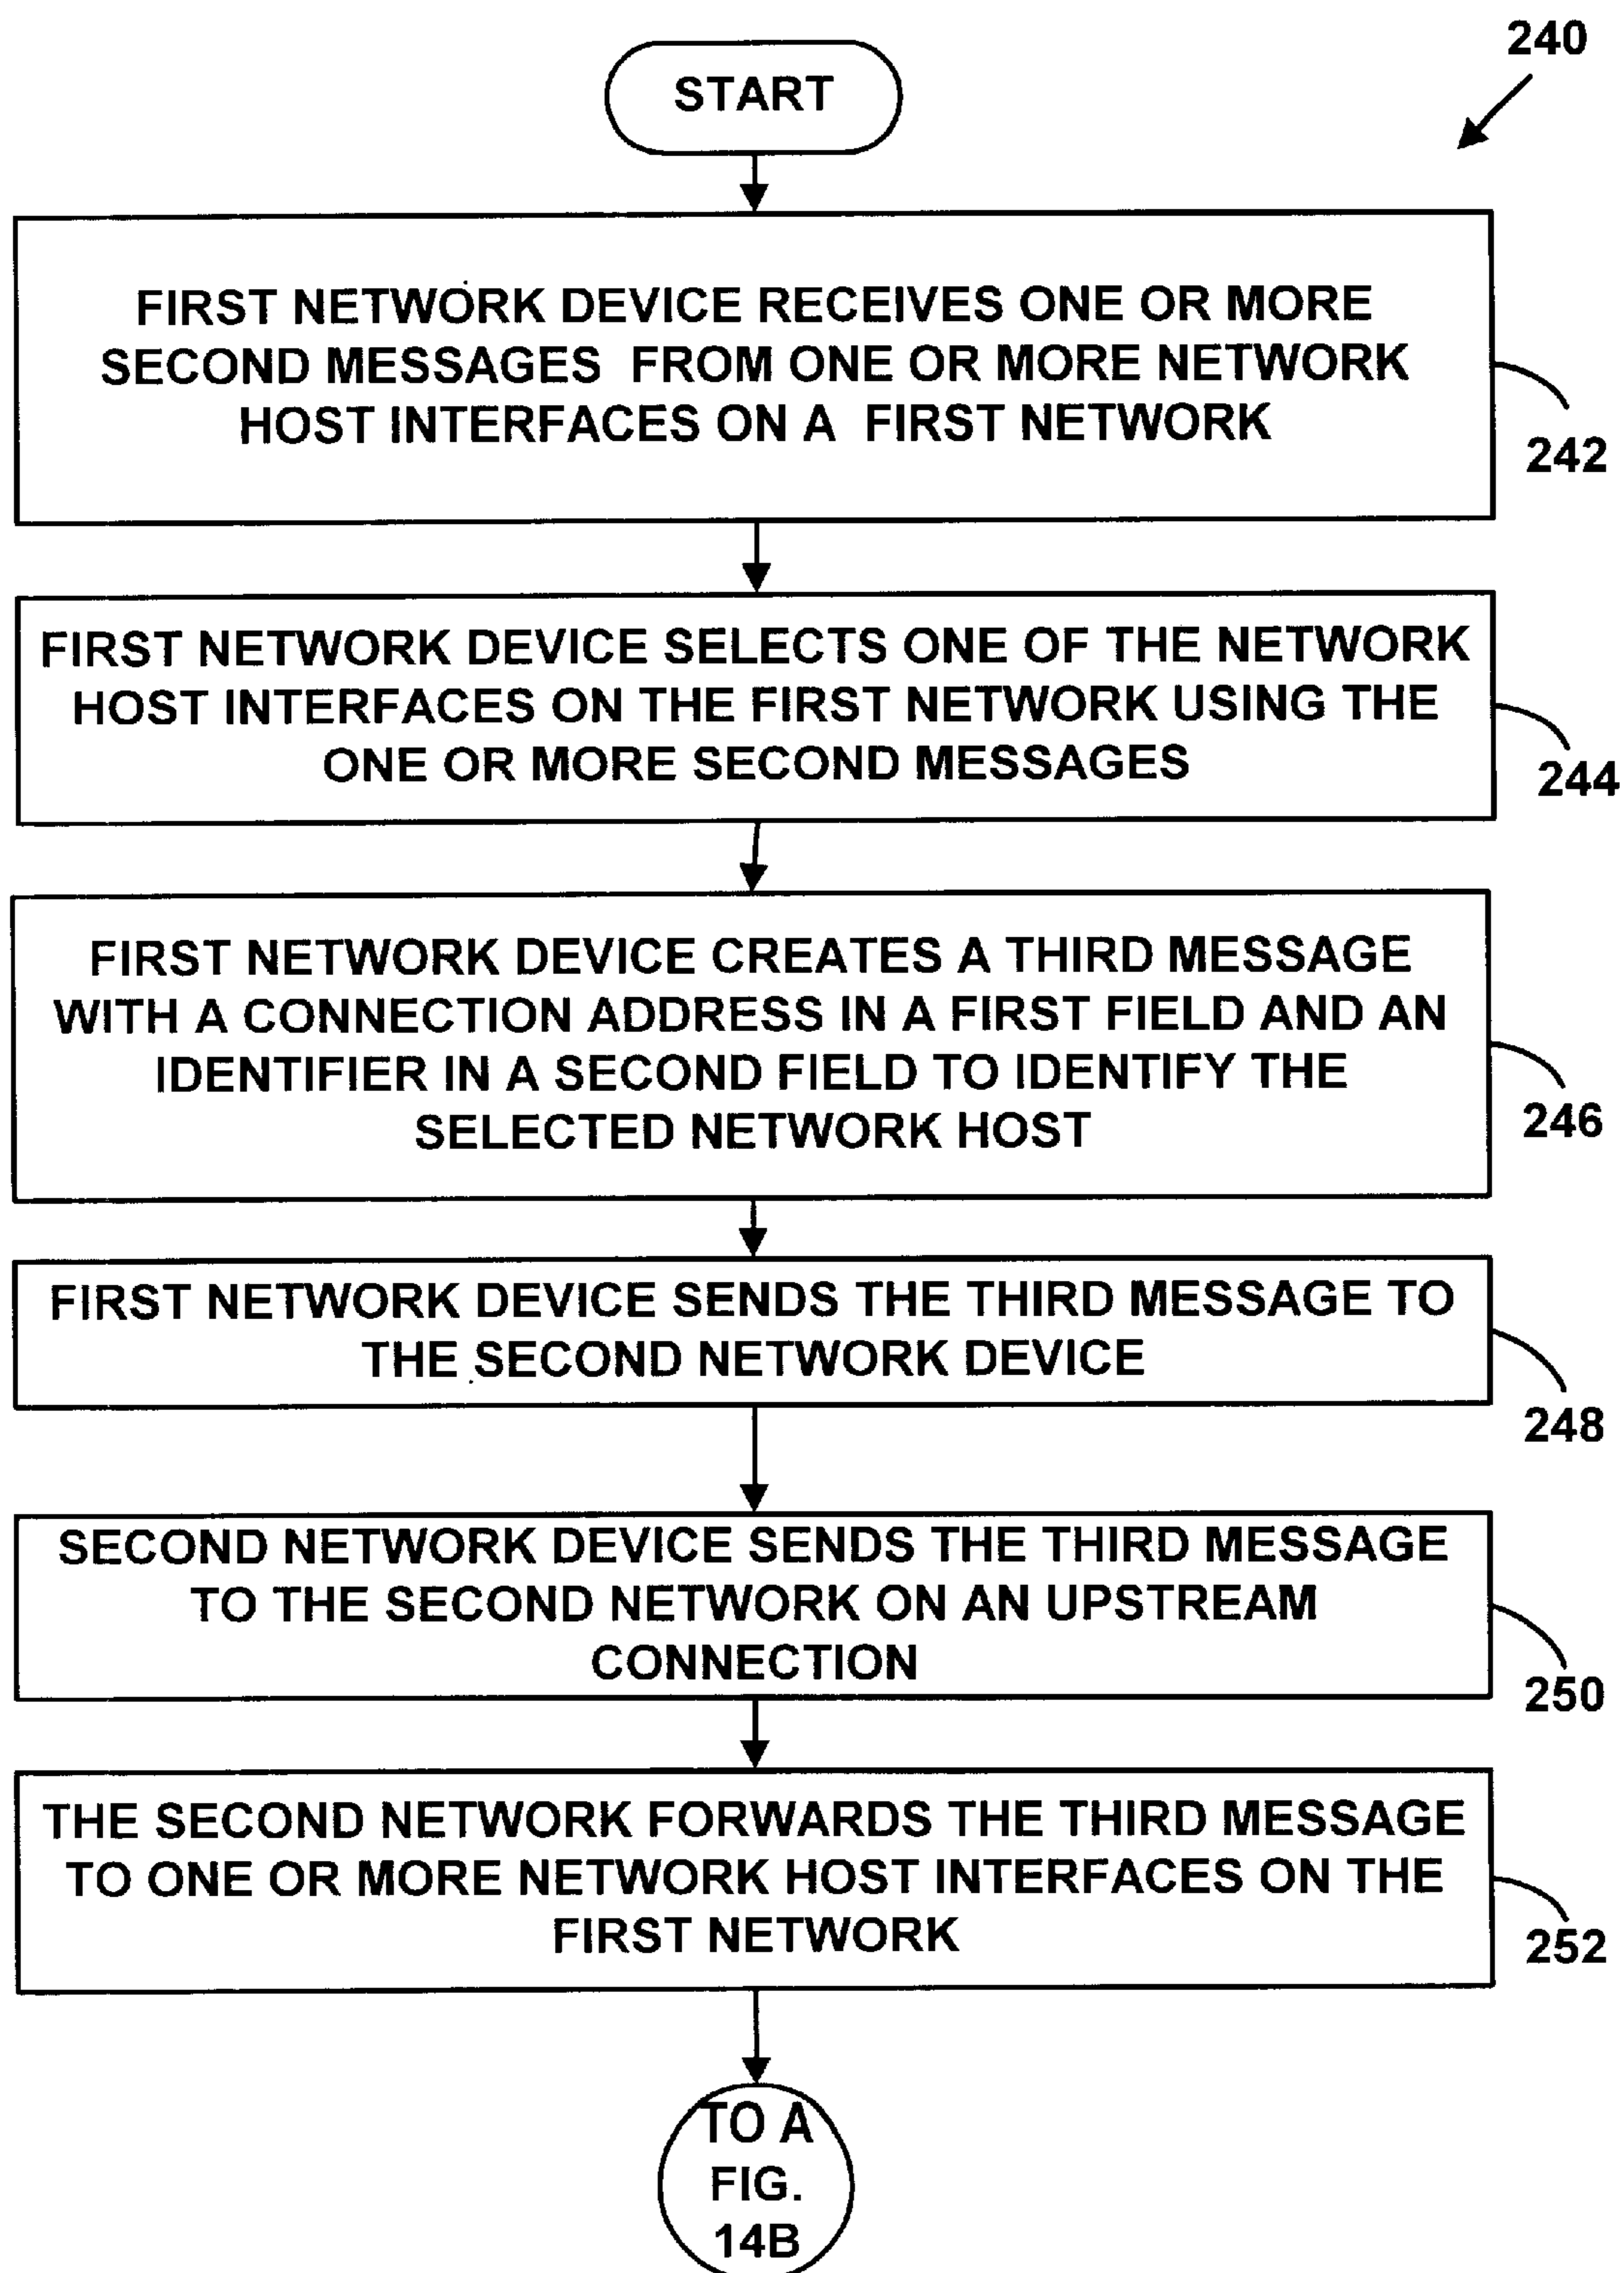 240
START
FIRST NETWORK DEVICE RECEIVES ONE OR MORE
SECOND MESSAGES FROM ONE OR MORE NETWORK
HOST INTERFACES ON A FIRST NETWORK
242
FIRST NETWORK DEVICE SELECTS ONE OF THE NETWORK
HOST INTERFACES ON THE FIRST NETWORK USING THE
ONE OR MORE SECOND MESSAGES
244
FIRST NETWORK DEVICE CREATES A THIRD MESSAGE
WITH A CONNECTION ADDRESS IN A FIRST FIELD AND AN
IDENTIFIER IN A SECOND FIELD TO IDENTIFY THE
SELECTED NETWORK HOST
246
FIRST NETWORK DEVICE SENDS THE THIRD MESSAGE TO
THE SECOND NETWORK DEVICE
248
SECOND NETWORK DEVICE SENDS THE THIRD MESSAGE
TO THE SECOND NETWORK ON AN UPSTREAM
CONNECTION
250
THE SECOND NETWORK FORWARDS THE THIRD MESSAGE
TO ONE OR MORE NETWORK HOST INTERFACES ON THE
FIRST NETWORK
252
TO A
FIG.
14B